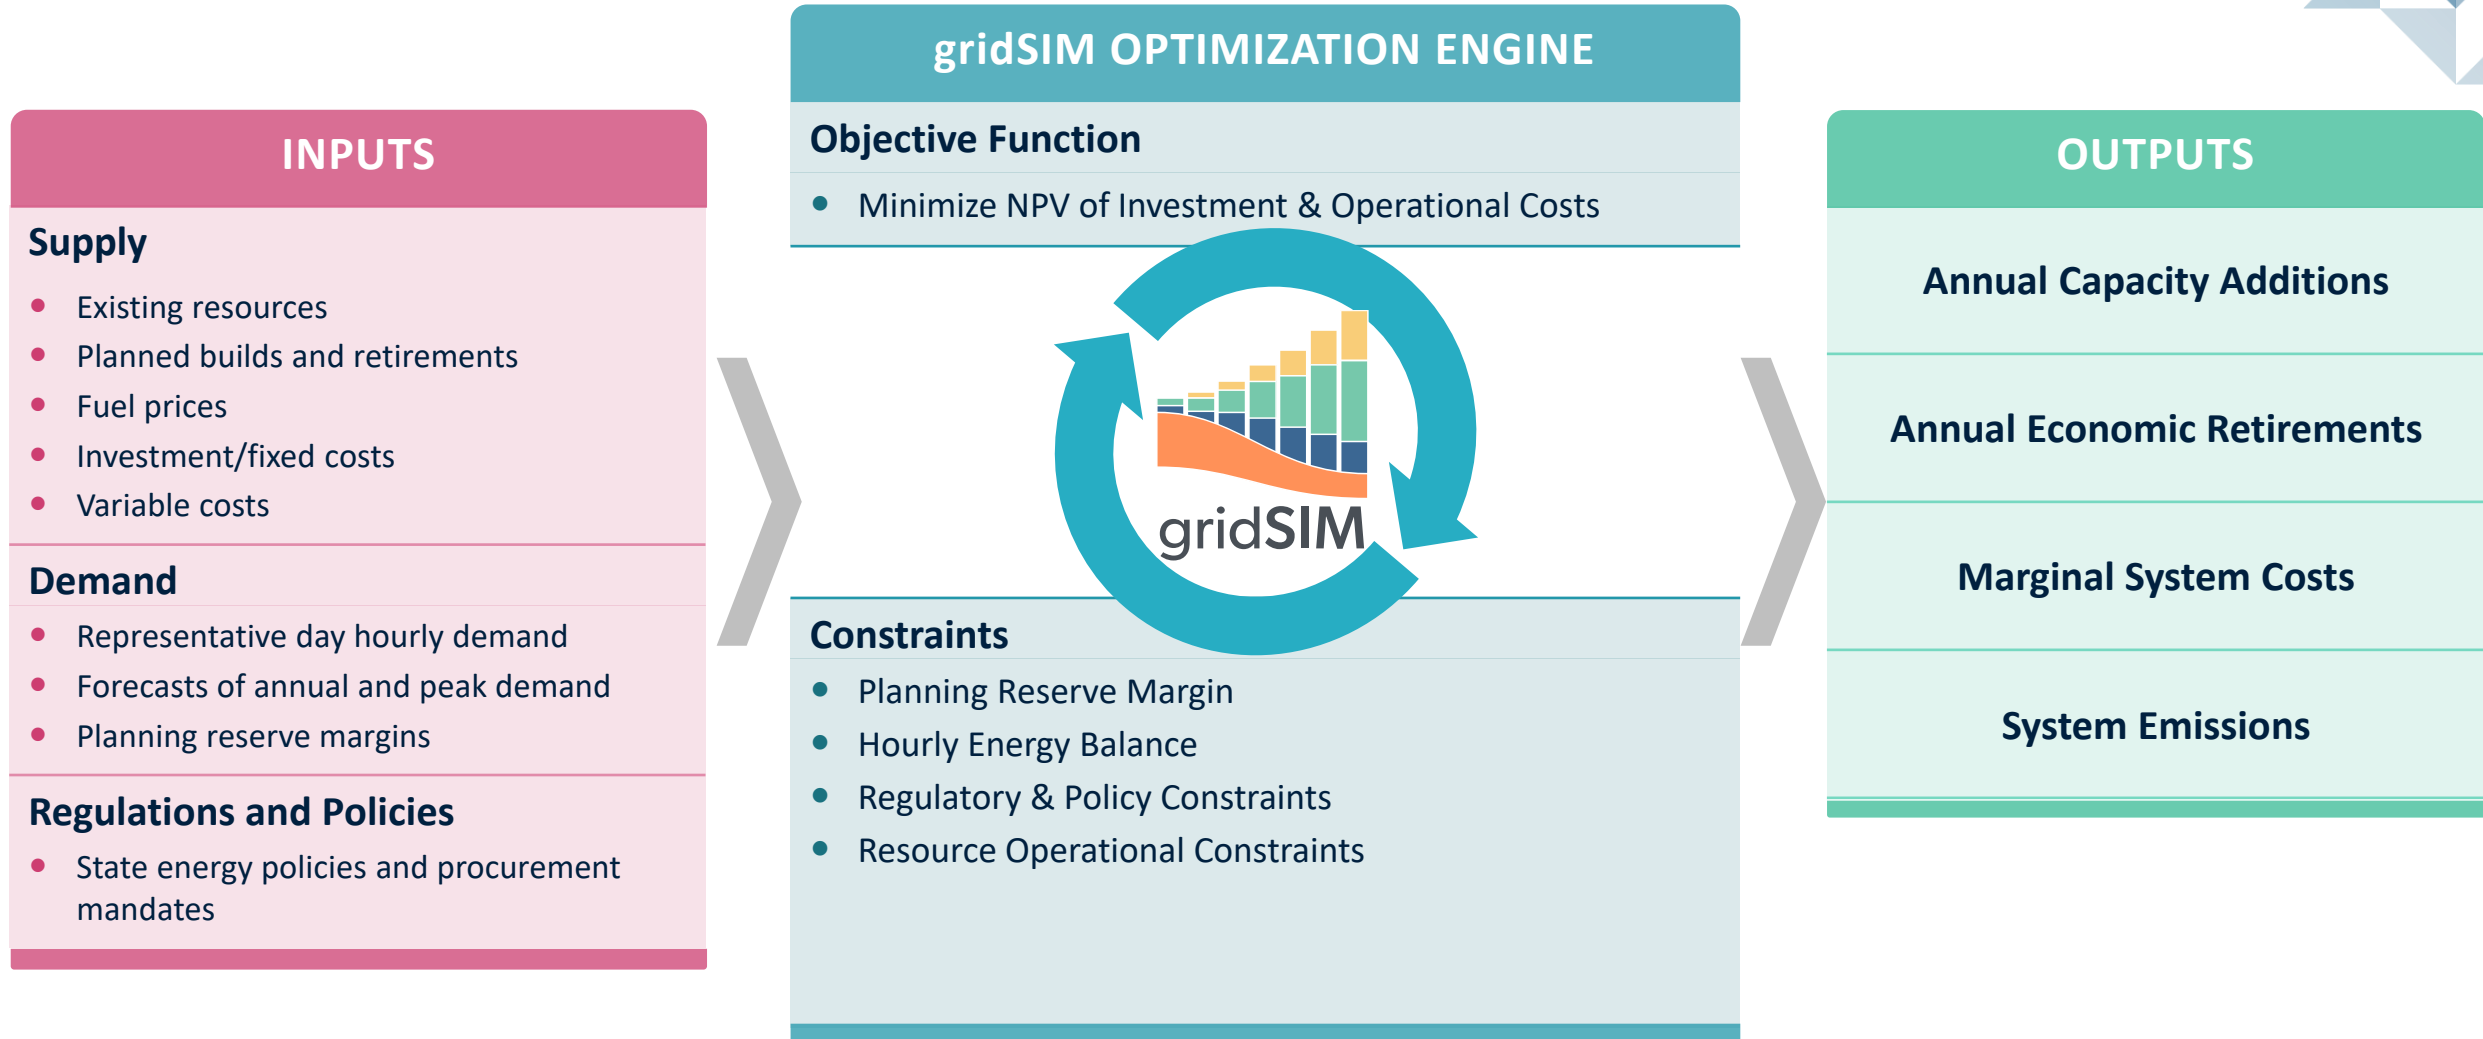 INPUTS
Supply
• Existing resources
• Planned builds and retirements
• Fuel prices
• Investment/fixed costs
• Variable costs
Demand
• Representative day hourly demand
• Forecasts of annual and peak demand
• Planning reserve margins
Regulations and Policies
• State energy policies and procurement
mandates
gridSIM OPTIMIZATION ENGINE
Objective Function
• Minimize NPV of Investment & Operational Costs
gridSIM
Constraints
• Planning Reserve Margin
• Hourly Energy Balance
• Regulatory & Policy Constraints
• Resource Operational Constraints
OUTPUTS
Annual Capacity Additions
Annual Economic Retirements
Marginal System Costs
System Emissions